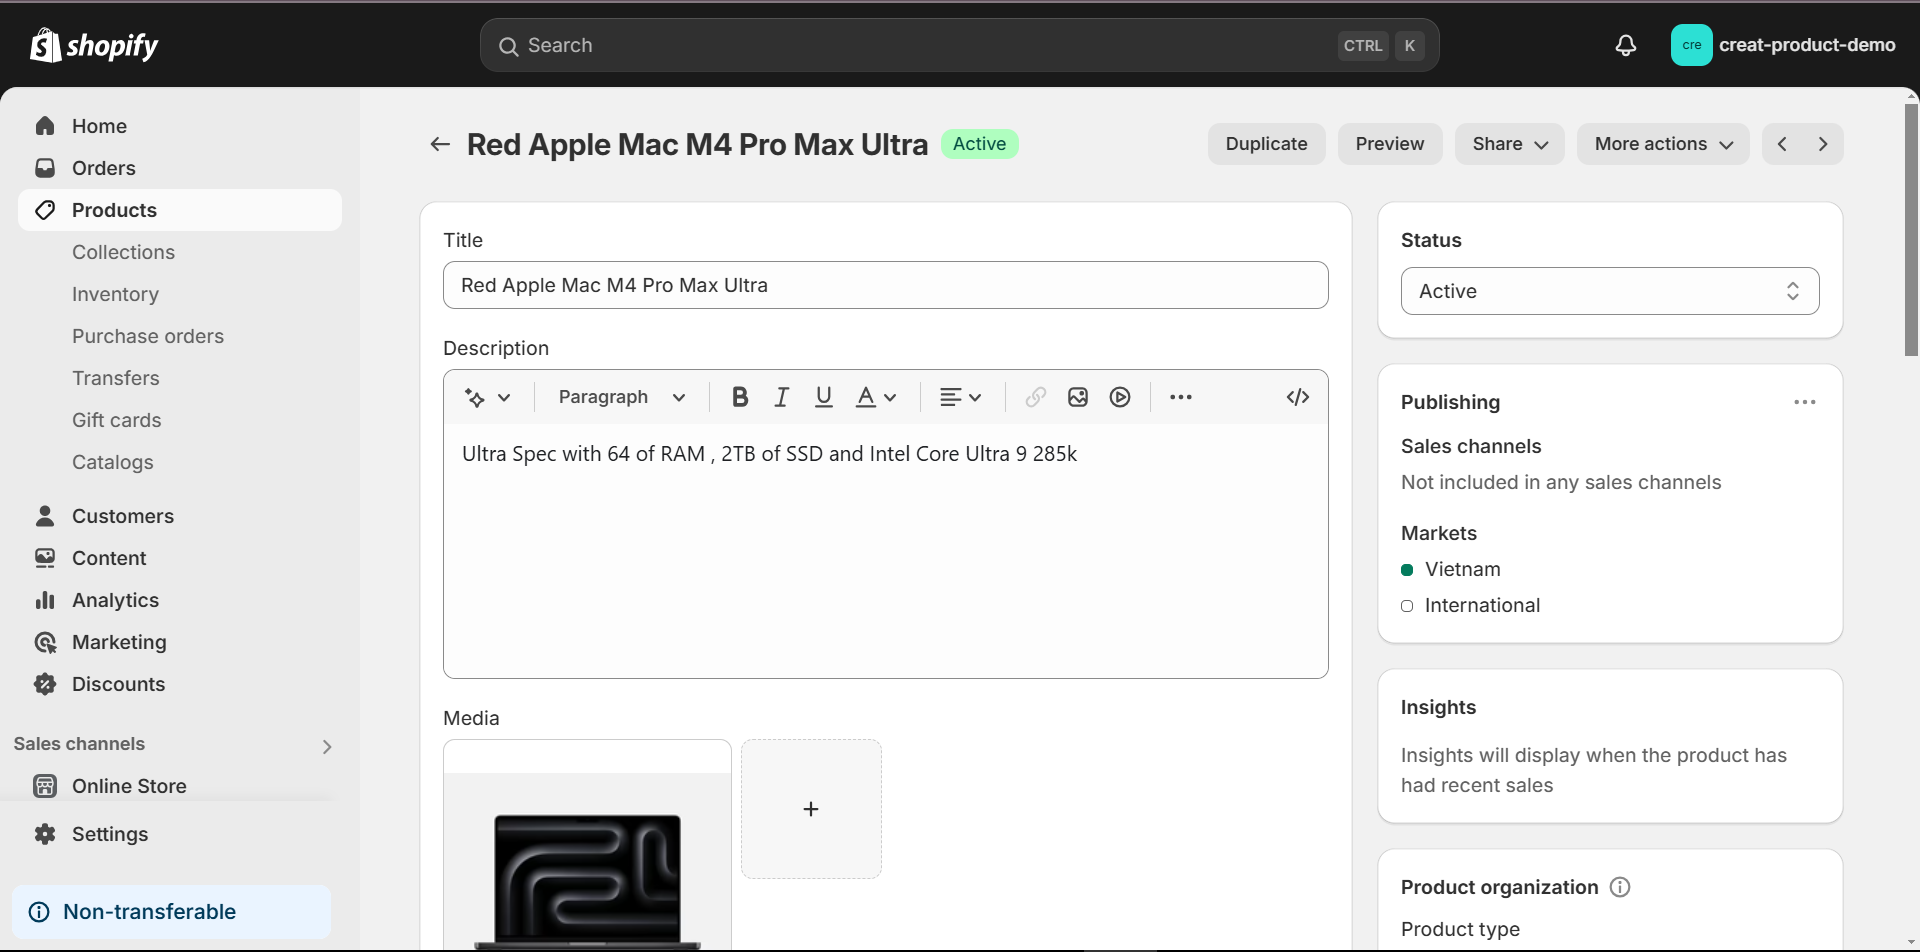 shopify
Search
CTRL K
cre
creat-product-demo
Home
Orders
Products
Collections
Inventory
Purchase orders
Transfers
Gift cards
Catalogs
Customers
Content
Analytics
Marketing
Discounts
Sales channels
Online Store
Settings
Non-transferable
Red Apple Mac M4 Pro Max Ultra
Active
Duplicate
Preview
Share
More actions
Title
Red Apple Mac M4 Pro Max Ultra
Description
Paragraph
B I U A
Ultra Spec with 64 of RAM , 2TB of SSD and Intel Core Ultra 9 285k
Media
Status
Active
Publishing
Sales channels
Not included in any sales channels
Markets
Vietnam
International
Insights
Insights will display when the product has
had recent sales
Product organization
Product type